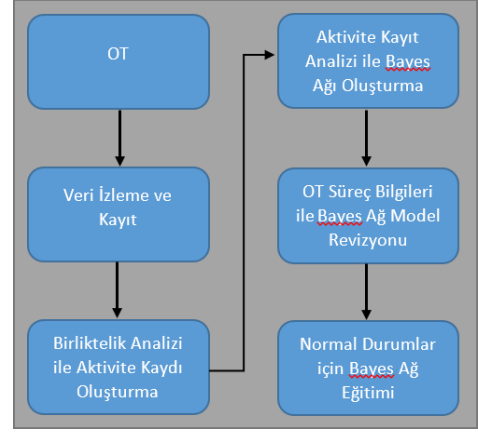 OT
Veri İzleme ve
Kayıt
Birliktelik Analizi
ile Aktivite Kaydı
Oluşturma
Aktivite Kayıt
Analizi ile Bayes
Ağı Oluşturma
OT Süreç Bilgileri
ile Bayes Ağ Model
Revizyonu
Normal Durumlar
için Bayes Ağ
Eğitimi